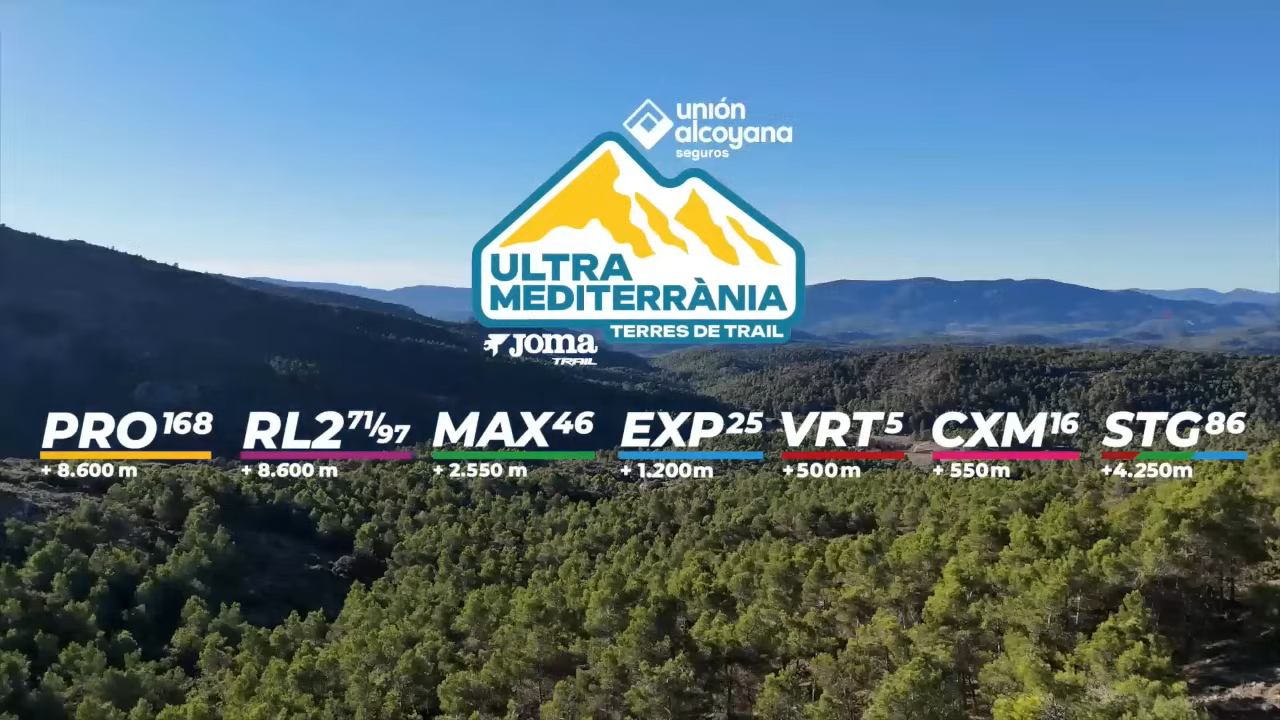 unión
alcoyana
seguros
ULTRA
MEDITERRÀNIA
TERRES DE TRAIL
JOMA
TRAIL
PRO168 RL271/97 MAX46 EXP25 VRT5 CXM16 STG86
+ 8.600 m + 8.600 m + 2.550 m + 1.200m +500m + 550m +4.250m